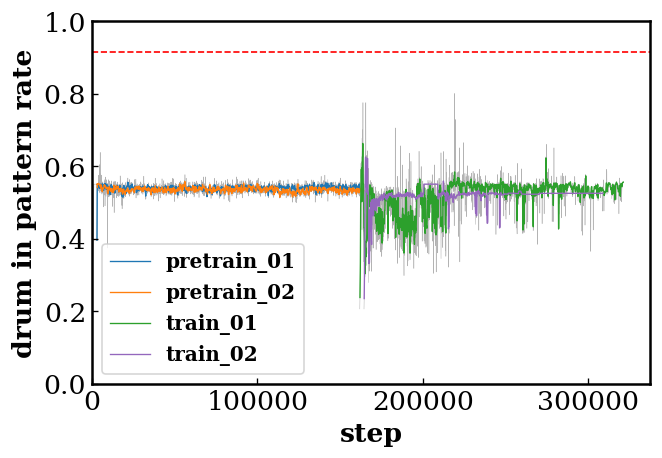 1.0
0.8
0.6
0.4
0.2
0.0
drum in pattern rate
pretrain_01
pretrain_02
train_01
train_02
0
100000
200000
300000
step